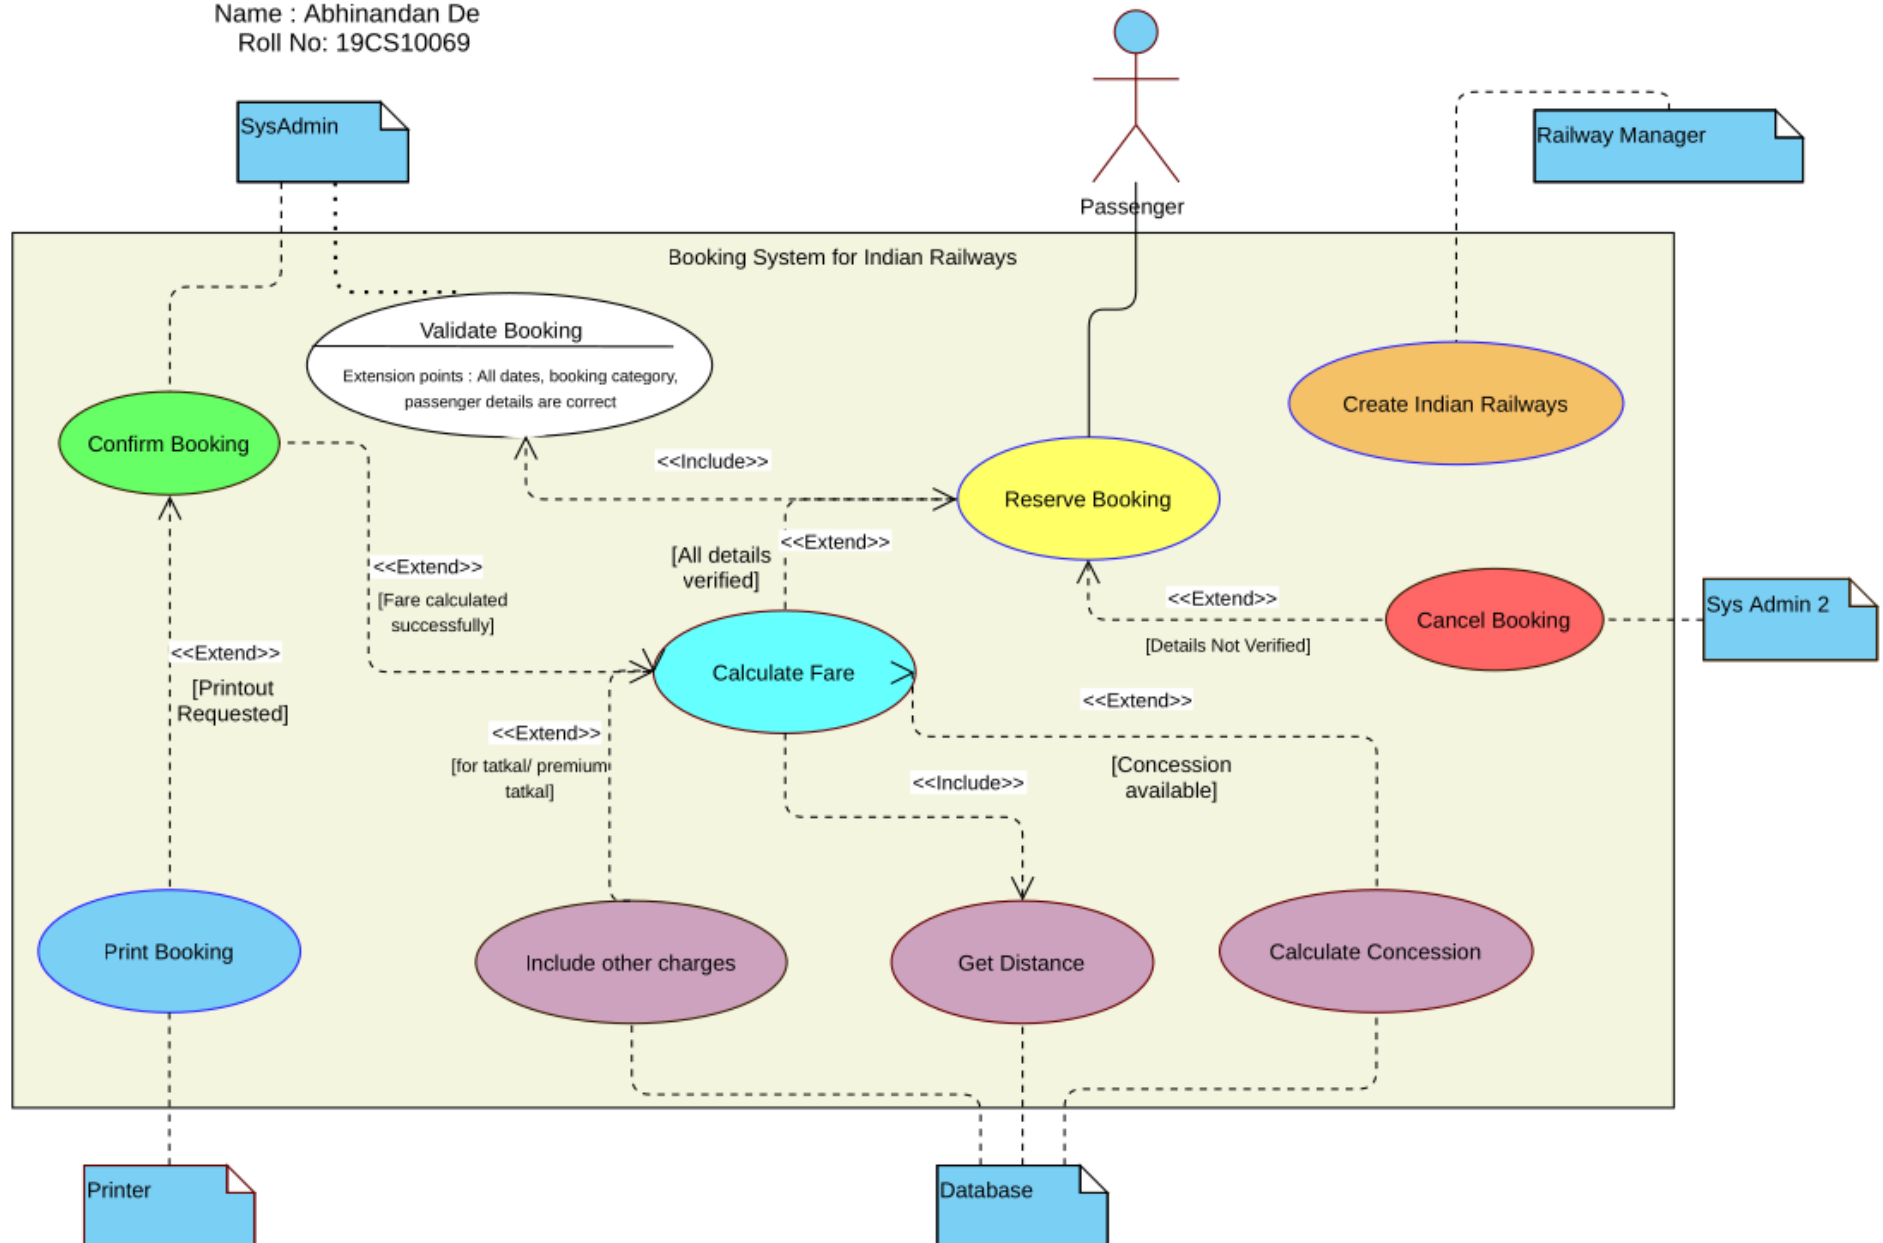 Name : Abhinandan De
Roll No: 19CS10069
SysAdmin
Railway Manager
Passenger
Booking System for Indian Railways
Validate Booking
Extension points : All dates, booking category,
passenger details are correct
Create Indian Railways
Confirm Booking
<<Include>>
Reserve Booking
<<Extend>>
[All details
verified]
<<Extend>>
[Fare calculated
successfully]
<<Extend>>
[Details Not Verified]
Cancel Booking
Sys Admin 2
<<Extend>>
[Printout
Requested]
Calculate Fare
<<Extend>>
[for tatkal/ premium
tatkal]
<<Extend>>
[Concession
available]
<<Include>>
Print Booking
Include other charges
Get Distance
Calculate Concession
Printer
Database